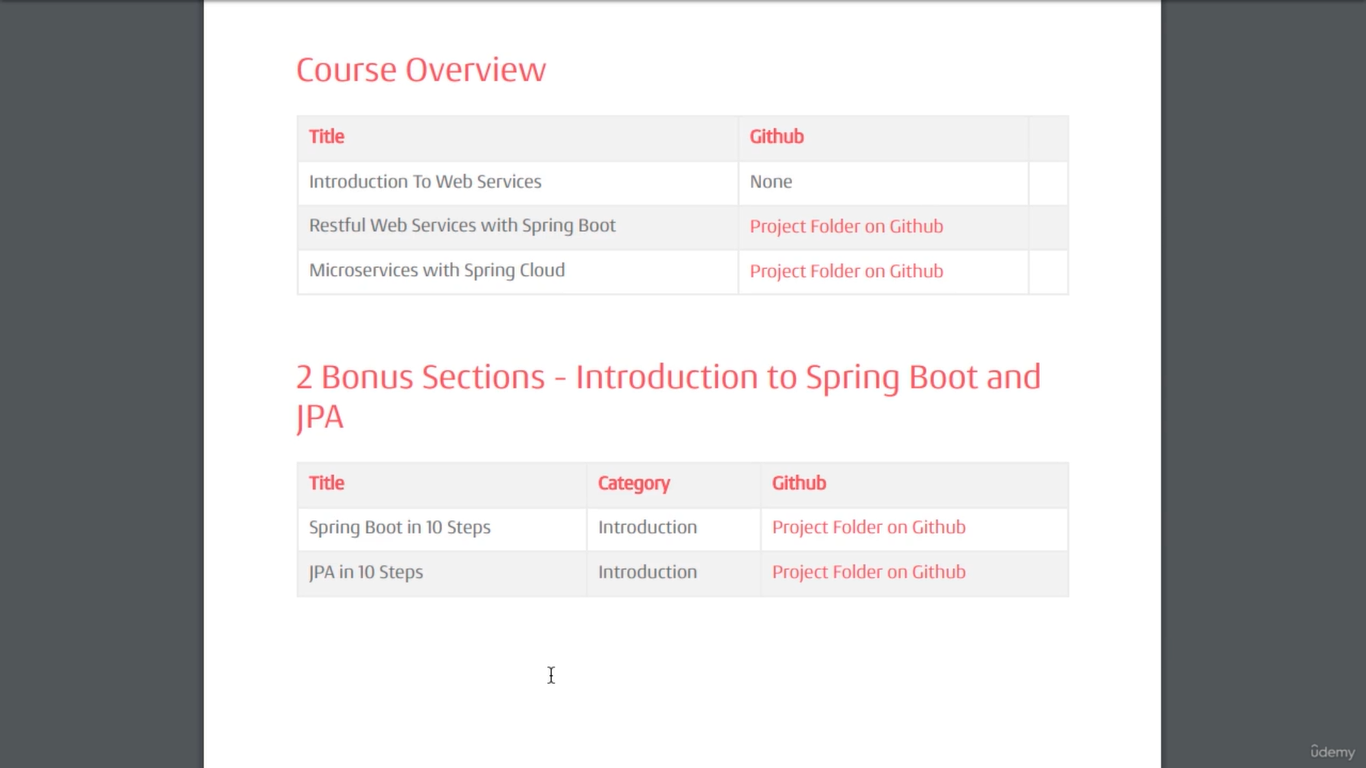 Course Overview
Title Github
Introduction To Web Services None
Restful Web Services with Spring Boot Project Folder on Github
Microservices with Spring Cloud Project Folder on Github
2 Bonus Sections - Introduction to Spring Boot and
JPA
Title Category Github
Spring Boot in 10 Steps Introduction Project Folder on Github
JPA in 10 Steps Introduction Project Folder on Github
ûdemy